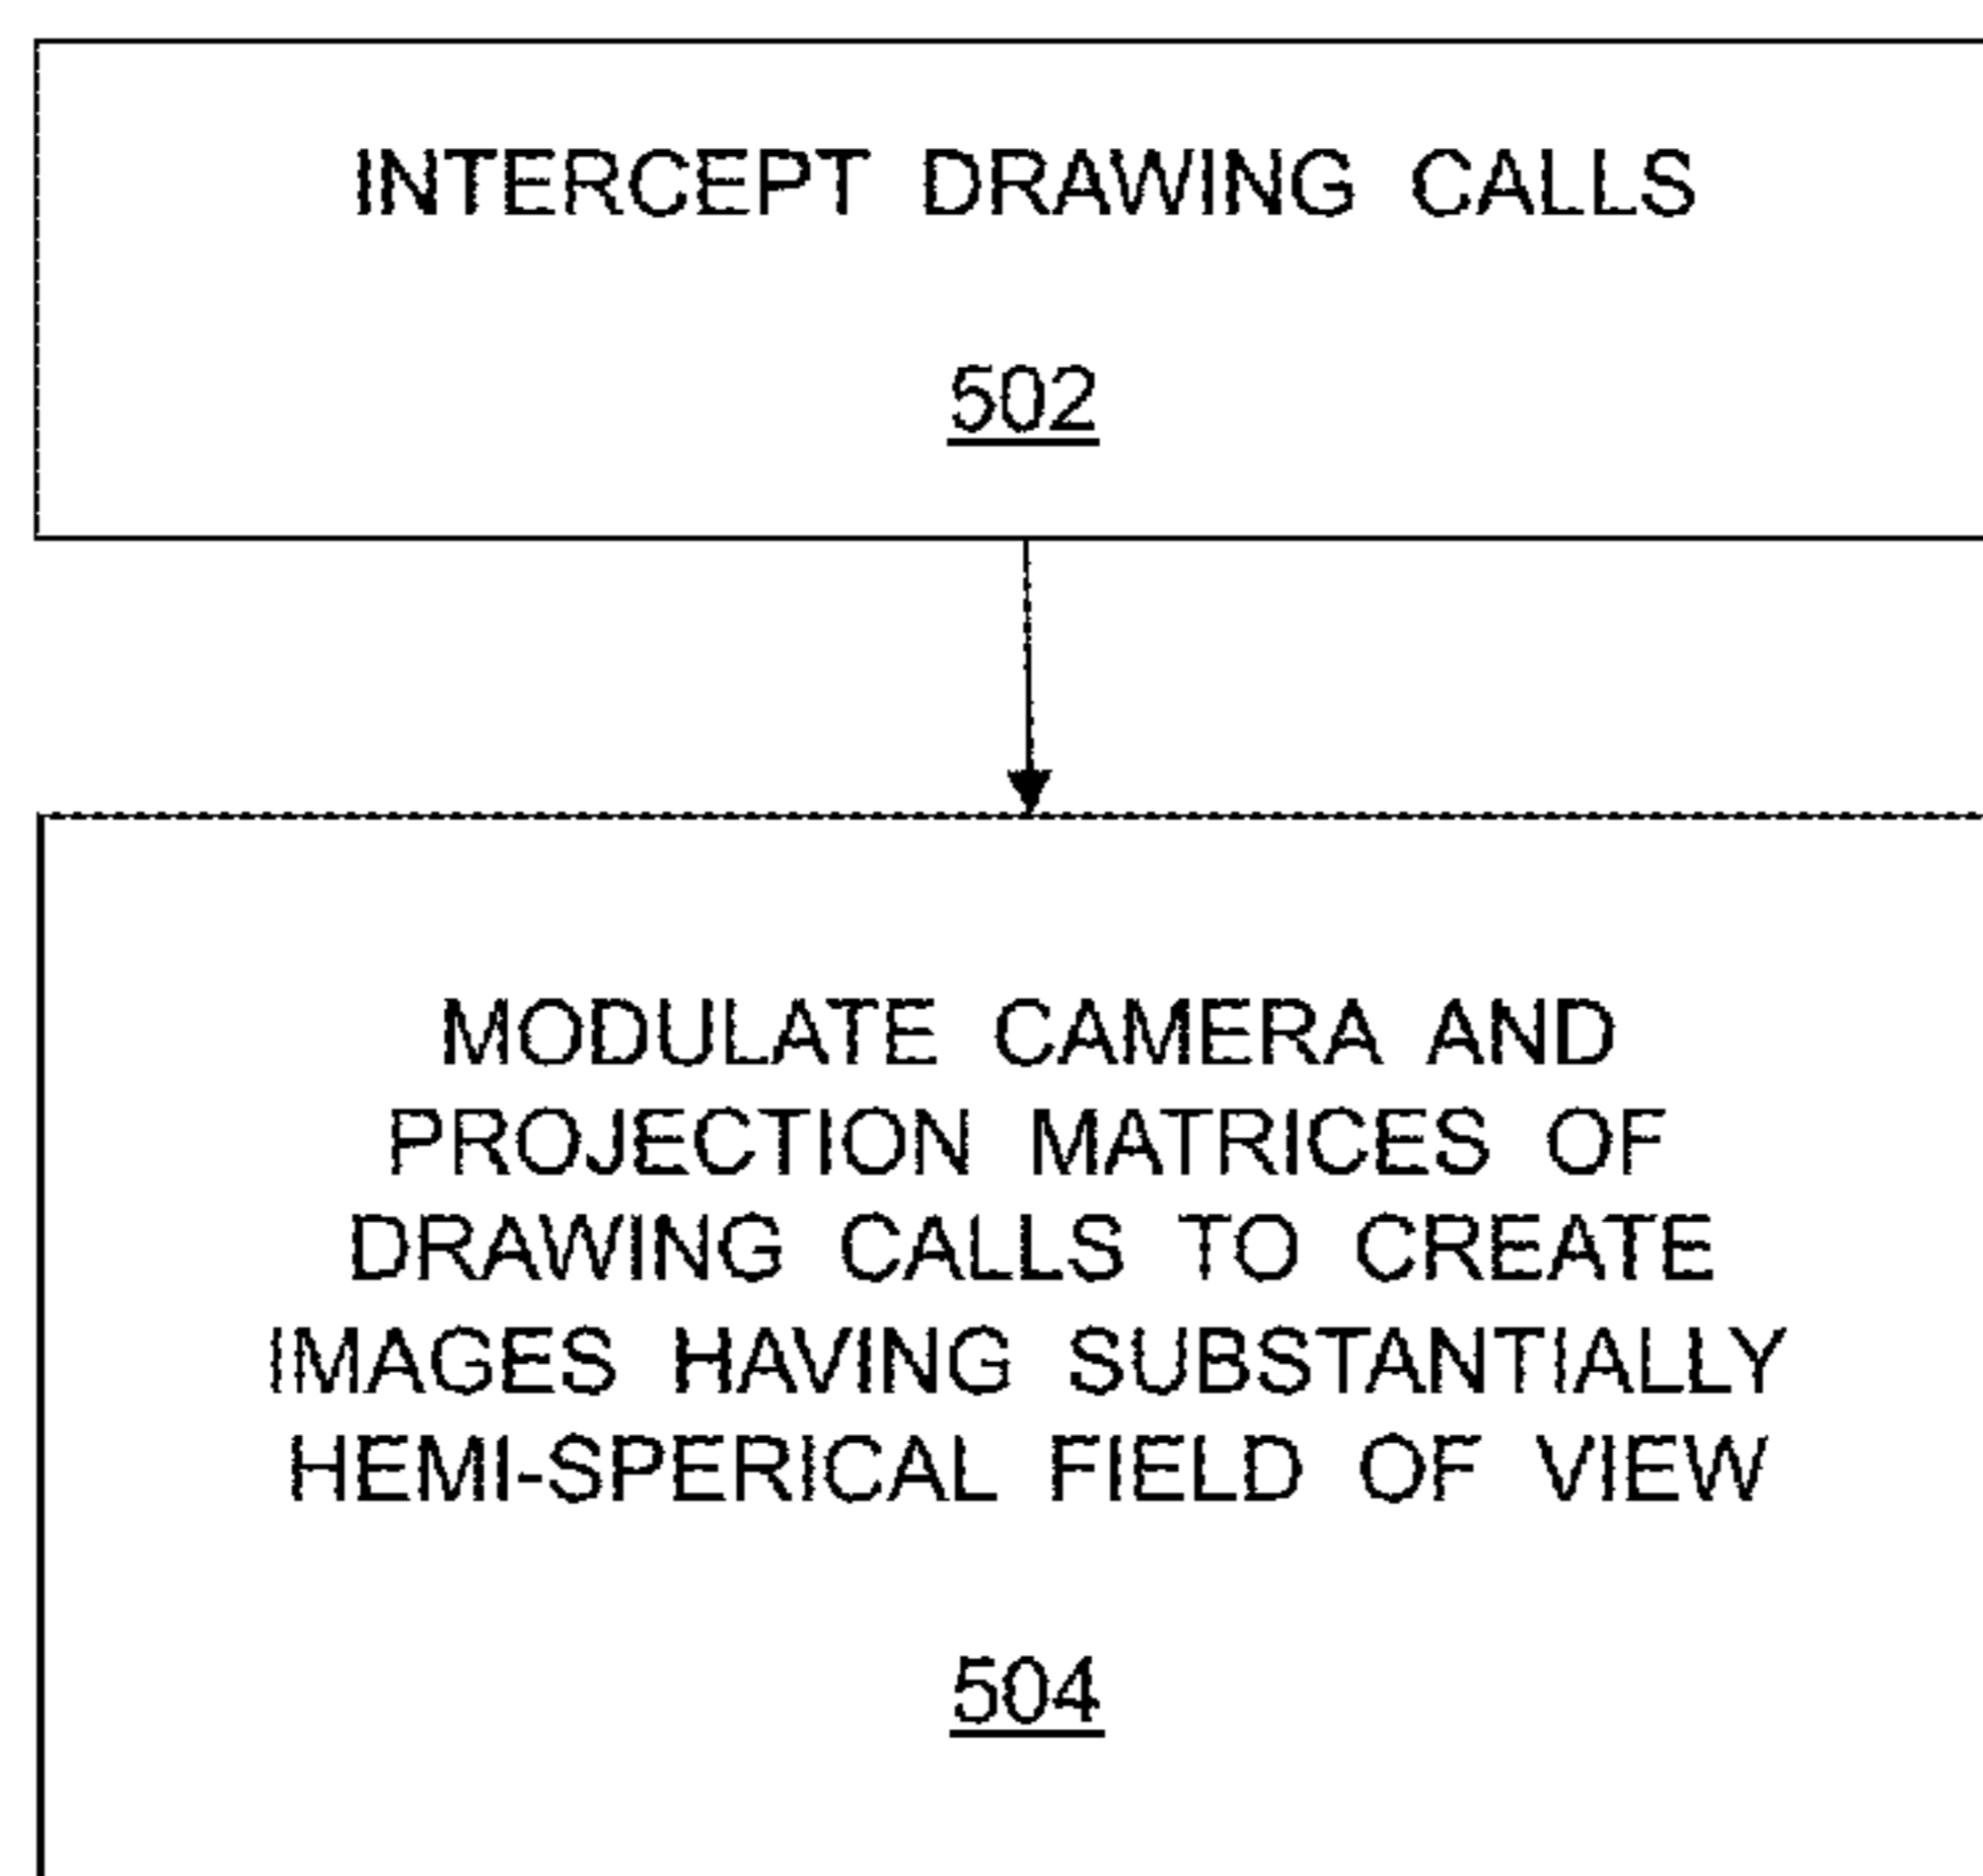 INTERCEPT DRAWING CALLS
502
MODULATE CAMERA AND
PROJECTION MATRICES OF
DRAWING CALLS TO CREATE
IMAGES HAVING SUBSTANTIALLY
HEMI-SPERICAL FIELD OF VIEW
504